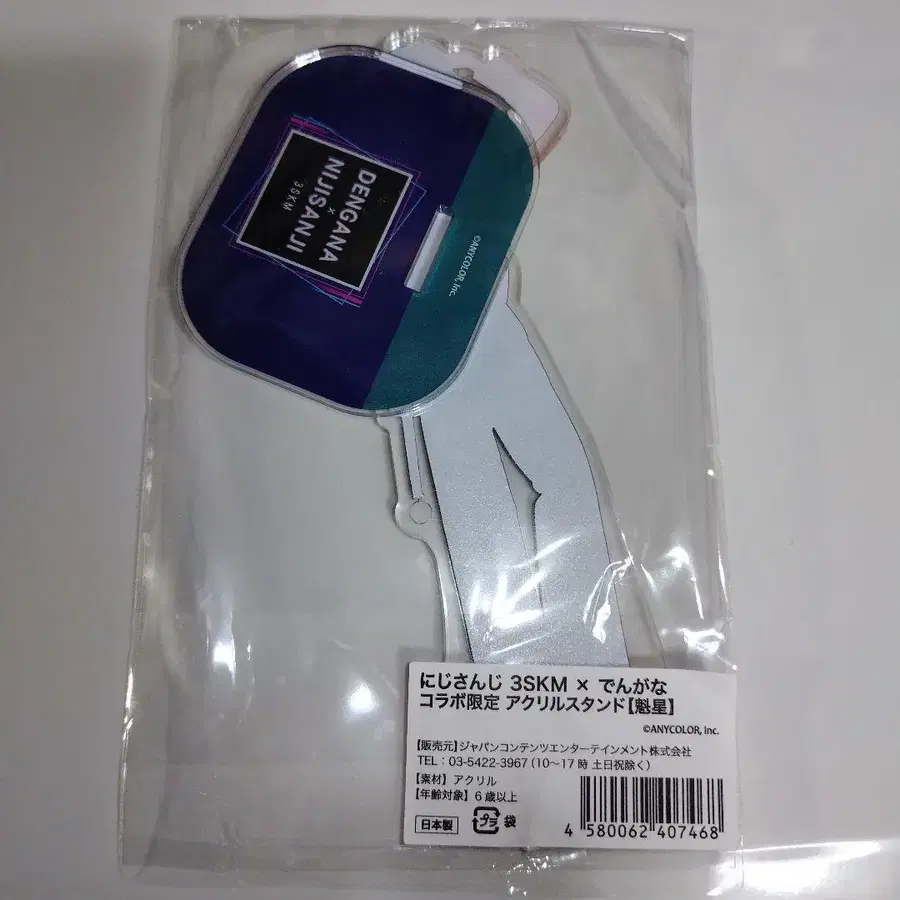 DENGANA
×
NIJISANJI
3SKM
©ANYCOLOR, Inc.
にじさんじ 3SKM × でんがな
コラボ限定 アクリルスタンド【魁星】
©ANYCOLOR, Inc.
【販売元】ジャパンコンテンツエンターテインメント株式会社
TEL：03-5422-3967（10〜17時 土日祝除く）
【素材】アクリル
【年齢対象】6歳以上
日本製 プラ 袋
4 580062 407468